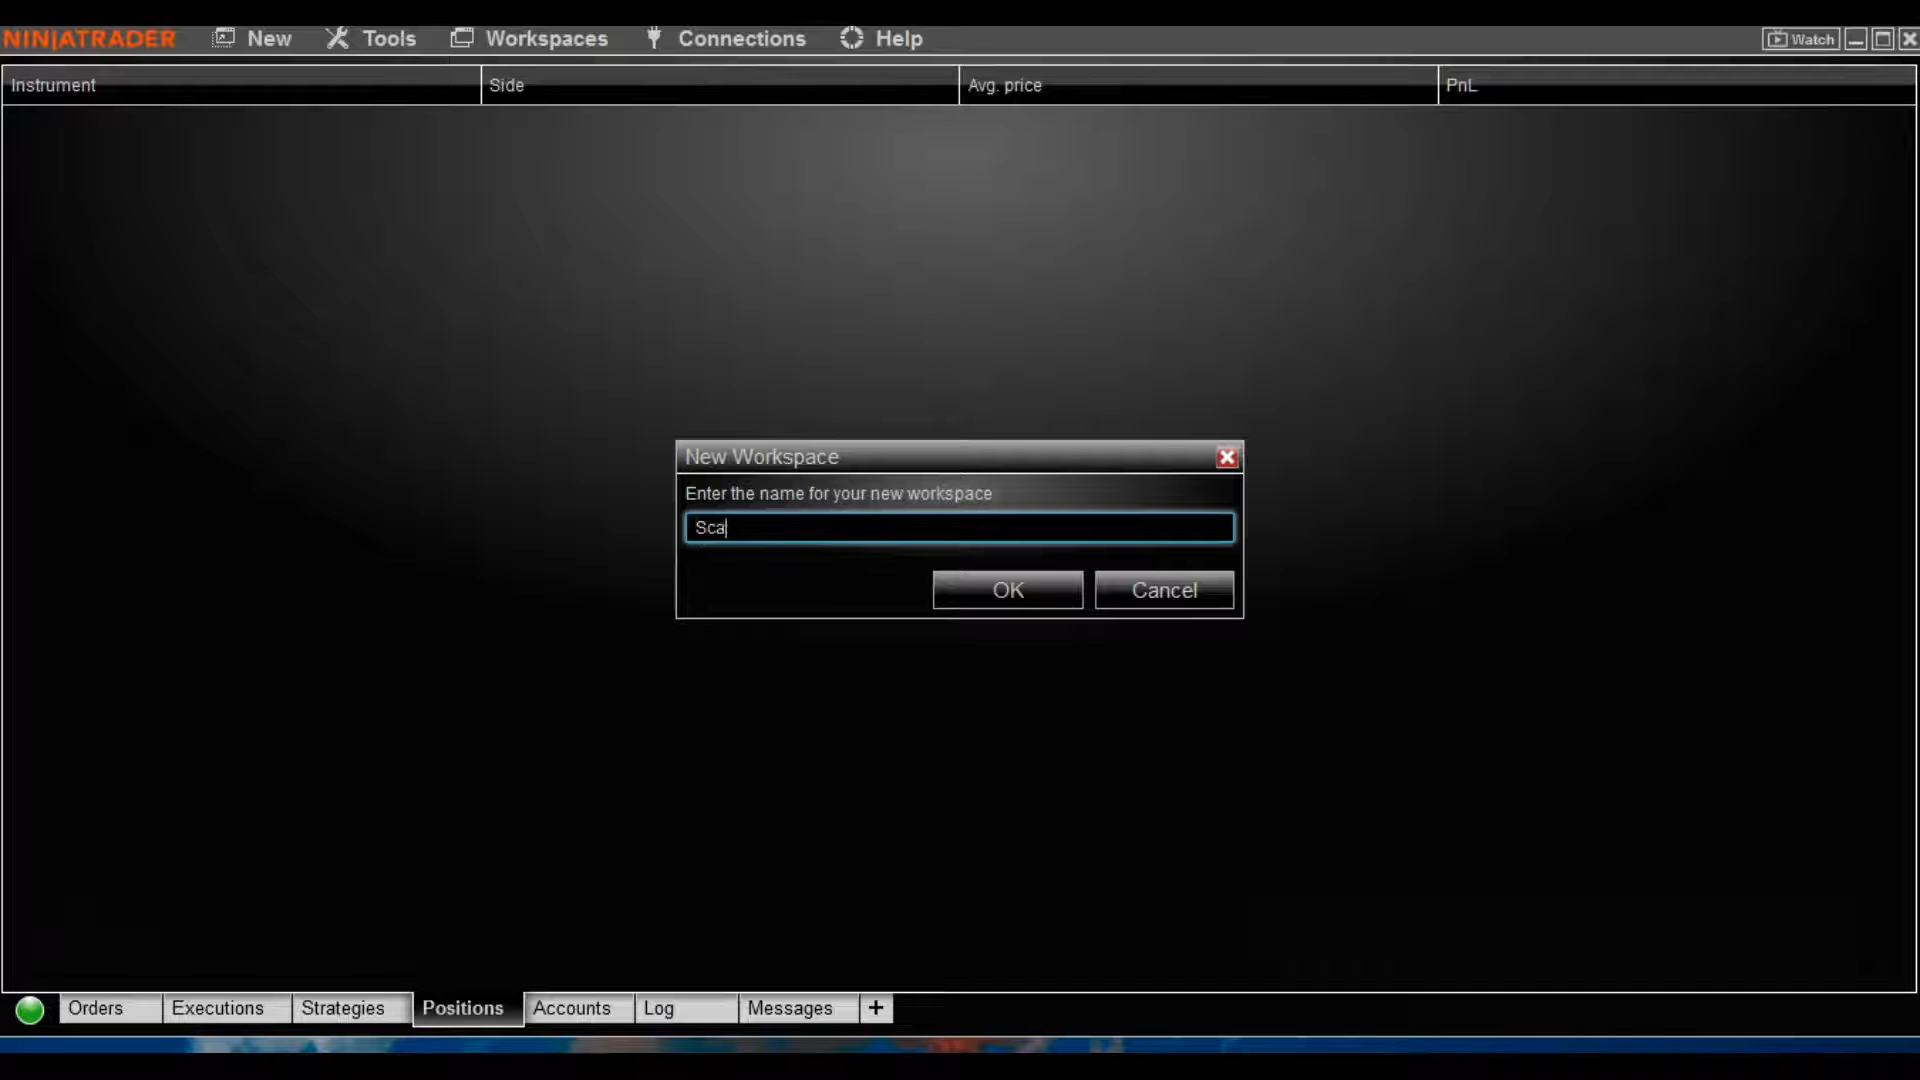 NINJATRADER New Tools Workspaces Connections Help Watch
Instrument Side Avg. price PnL
New Workspace
Enter the name for your new workspace
Sca
OK Cancel
Orders Executions Strategies Positions Accounts Log Messages +